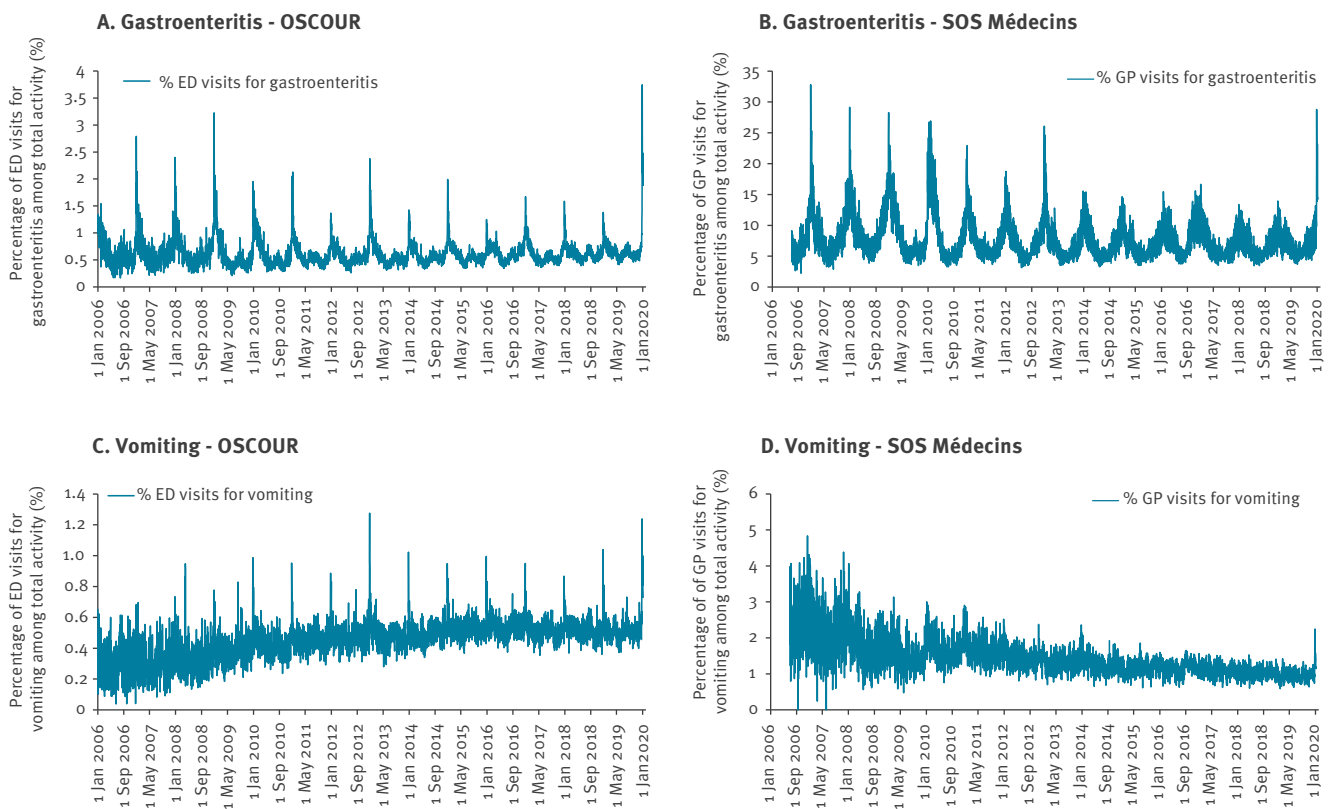 A. Gastroenteritis - OSCOUR
Percentage of ED visits for
gastroenteritis among total activity (%)
% ED visits for gastroenteritis
4
3.5
3
2.5
2
1.5
1
0.5
0
1 Jan 2006
1 Sep 2006
1 May 2007
1 Jan 2008
1 Sep 2008
1 May 2009
1 Jan 2010
1 Sep 2010
1 May 2011
1 Jan 2012
1 Sep 2012
1 May 2013
1 Jan 2014
1 Sep 2014
1 May 2015
1 Jan 2016
1 Sep 2016
1 May 2017
1 Jan 2018
1 Sep 2018
1 May 2019
1 Jan2020
B. Gastroenteritis - SOS Médecins
Percentage of GP visits for
gastroenteritis among total activity (%)
% GP visits for gastroenteritis
35
30
25
20
15
10
5
0
1 Jan 2006
1 Sep 2006
1 May 2007
1 Jan 2008
1 Sep 2008
1 May 2009
1 Jan 2010
1 Sep 2010
1 May 2011
1 Jan 2012
1 Sep 2012
1 May 2013
1 Jan 2014
1 Sep 2014
1 May 2015
1 Jan 2016
1 Sep 2016
1 May 2017
1 Jan 2018
1 Sep 2018
1 May 2019
1 Jan 2020
C. Vomiting - OSCOUR
Percentage of ED visits for
vomiting among total activity (%)
% ED visits for vomiting
1.4
1.2
1.0
0.8
0.6
0.4
0.2
0
1 Jan 2006
1 Sep 2006
1 May 2007
1 Jan 2008
1 Sep 2008
1 May 2009
1 Jan 2010
1 Sep 2010
1 May 2011
1 Jan 2012
1 Sep 2012
1 May 2013
1 Jan 2014
1 Sep 2014
1 May 2015
1 Jan 2016
1 Sep 2016
1 May 2017
1 Jan 2018
1 Sep 2018
1 May 2019
1 Jan2020
D. Vomiting - SOS Médecins
Percentage of of GP visits for
vomiting among total activity (%)
% GP visits for vomiting
6
5
4
3
2
1
0
1 Jan 2006
1 Sep 2006
1 May 2007
1 Jan 2008
1 Sep 2008
1 May 2009
1 Jan 2010
1 Sep 2010
1 May 2011
1 Jan 2012
1 Sep 2012
1 May 2013
1 Jan 2014
1 Sep 2014
1 May 2015
1 Jan 2016
1 Sep 2016
1 May 2017
1 Jan 2018
1 Sep 2018
1 May 2019
1 Jan2020